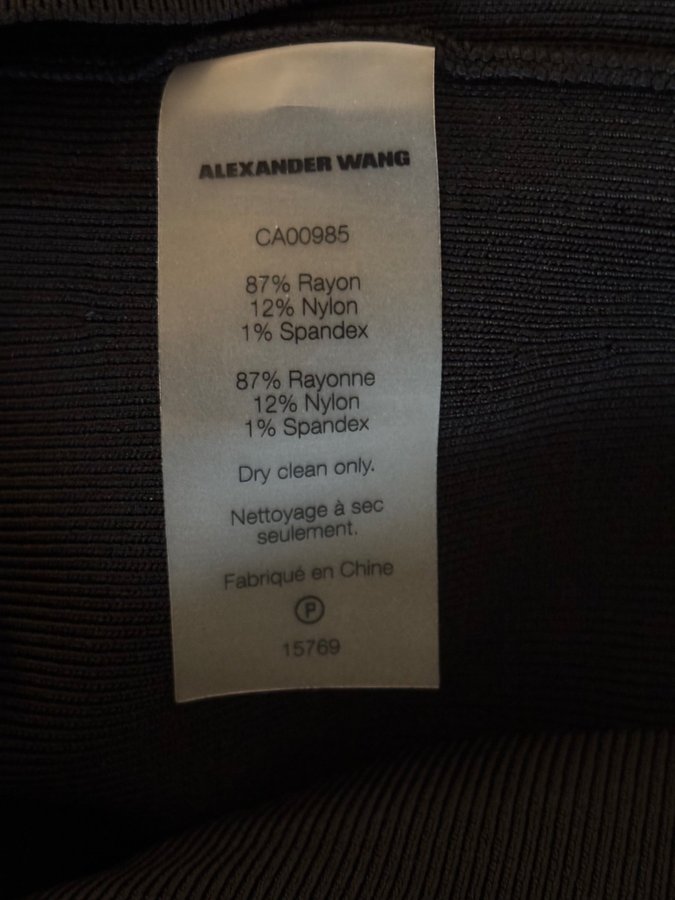 ALEXANDER WANG
CA00985
87% Rayon
12% Nylon
1% Spandex
87% Rayonne
12% Nylon
1% Spandex
Dry clean only.
Nettoyage à sec
seulement.
Fabriqué en Chine
P
15769